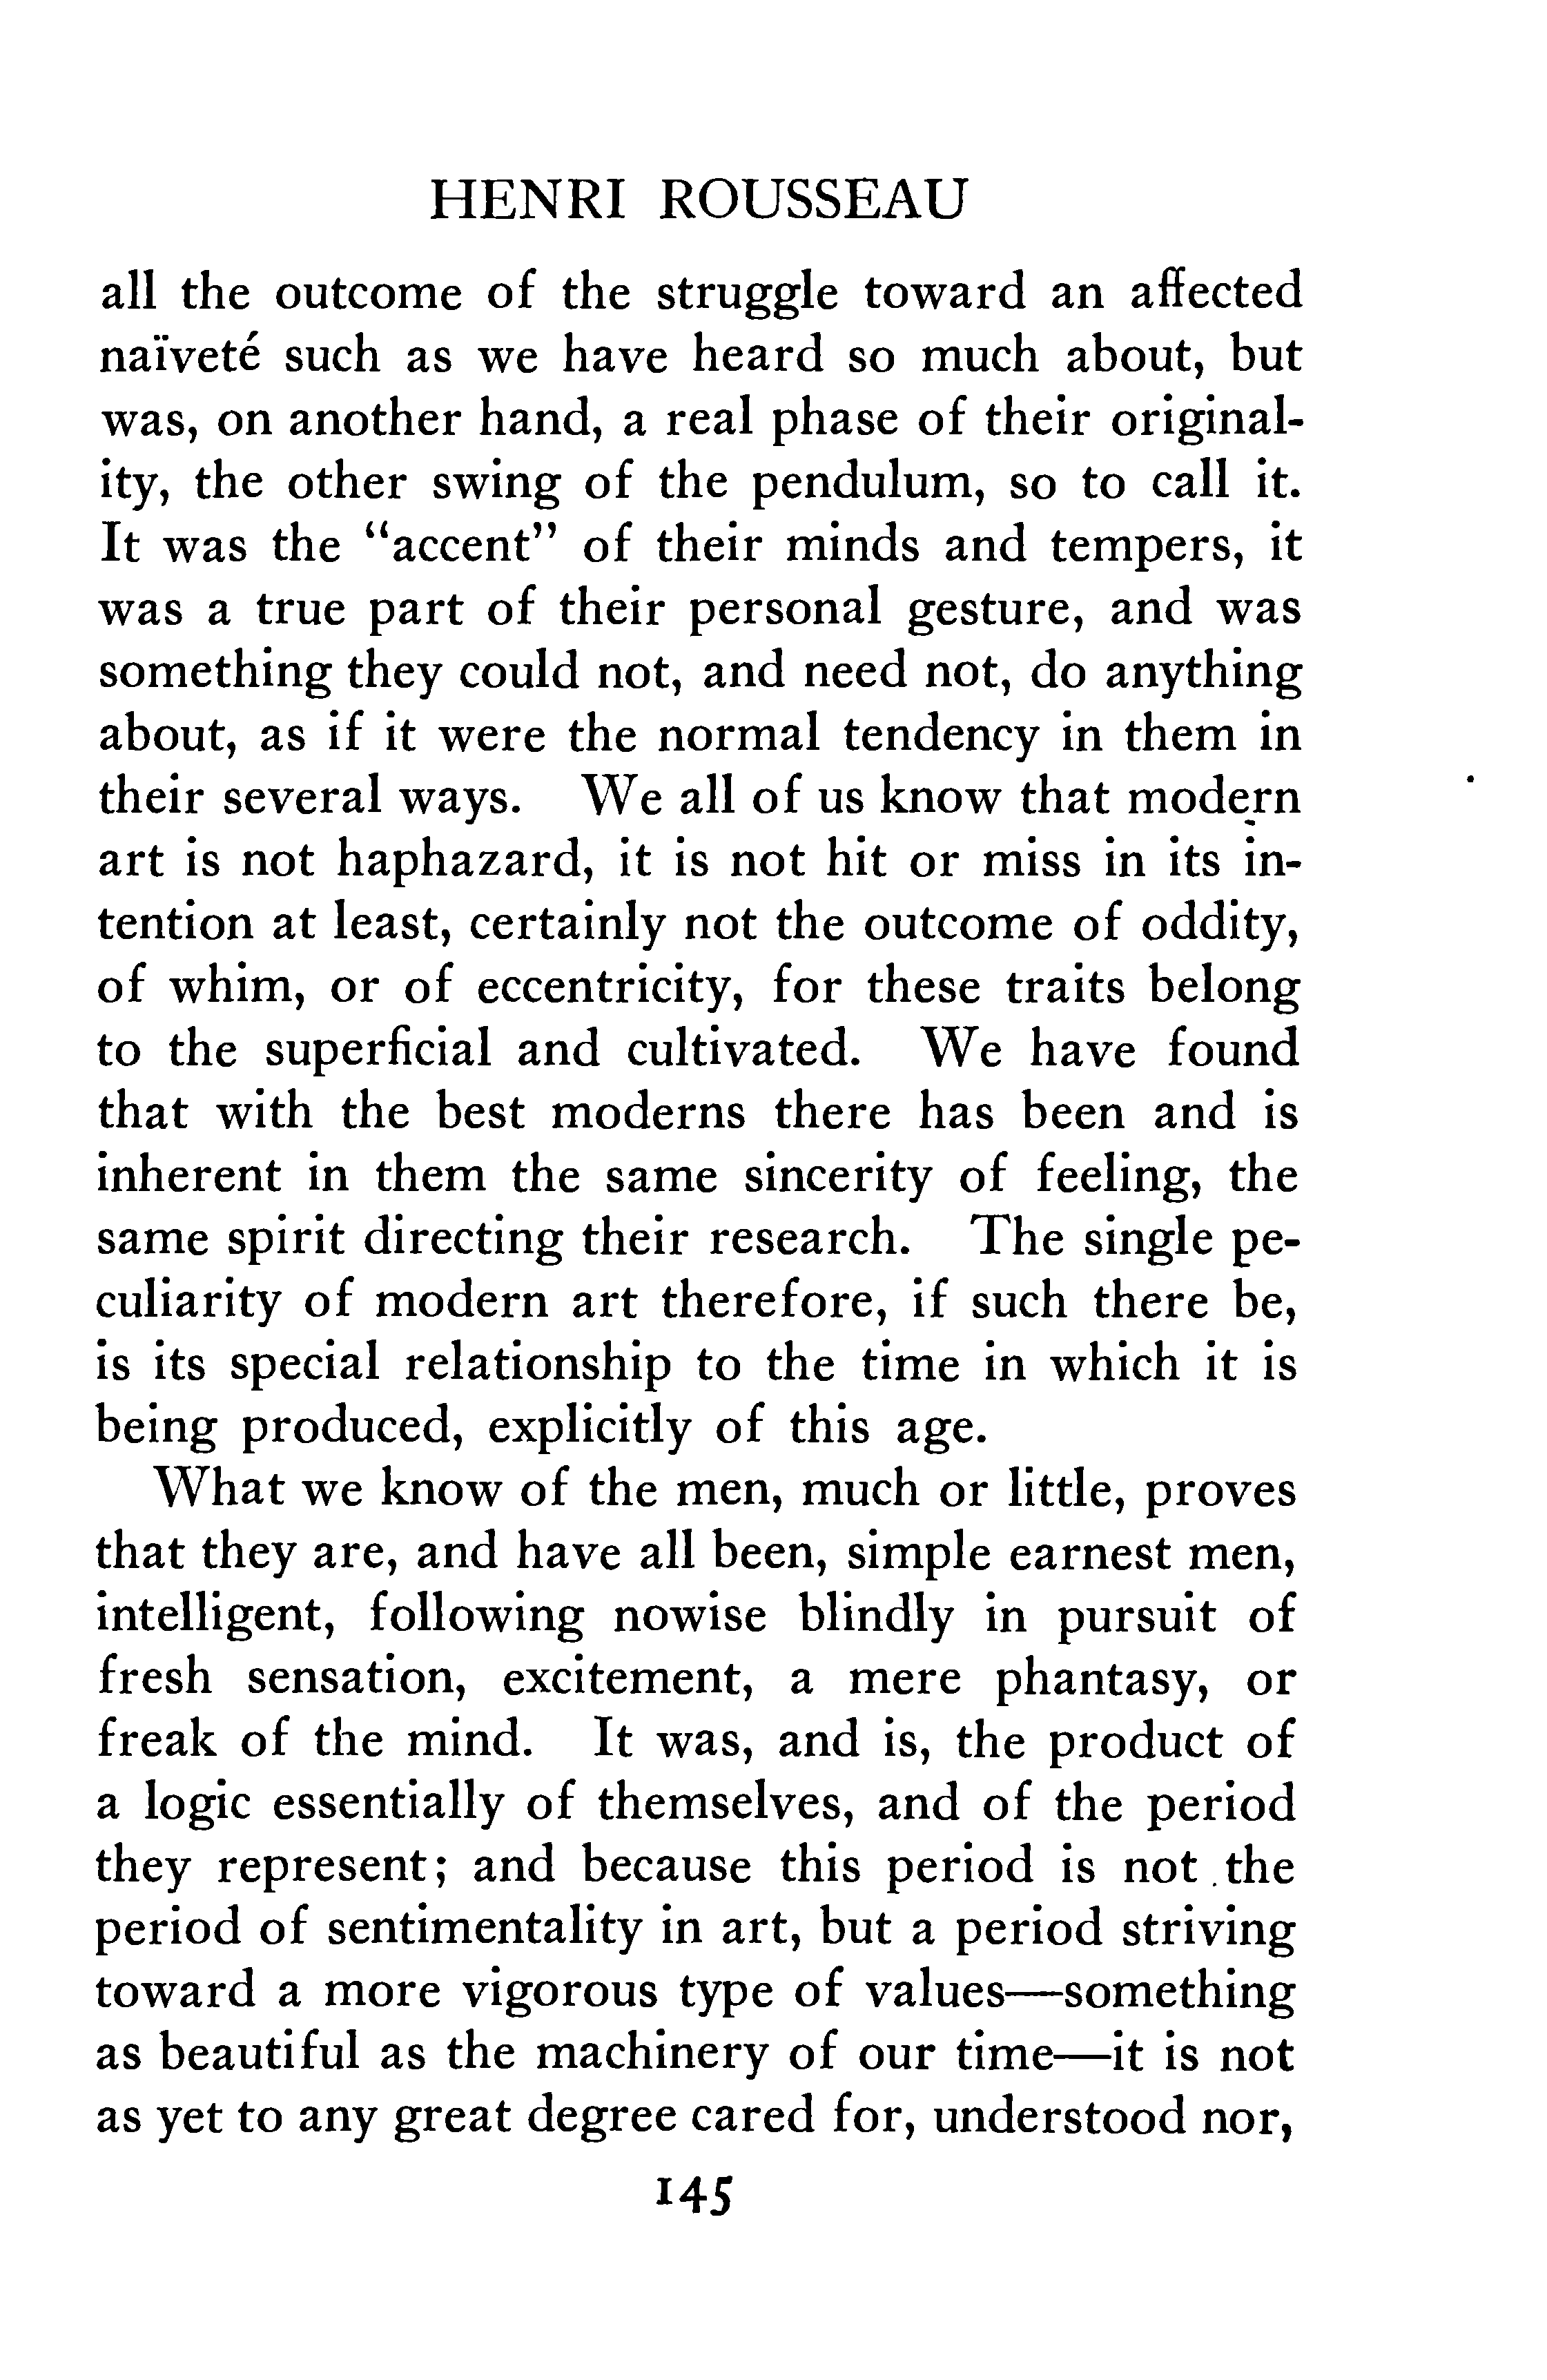 HENRI ROUSSEAU
all the outcome of the struggle toward an affected
naïveté such as we have heard so much about, but
was, on another hand, a real phase of their original-
ity, the other swing of the pendulum, so to call it.
It was the “accent” of their minds and tempers, it
was a true part of their personal gesture, and was
something they could not, and need not, do anything
about, as if it were the normal tendency in them in
their several ways. We all of us know that modern
art is not haphazard, it is not hit or miss in its in-
tention at least, certainly not the outcome of oddity,
of whim, or of eccentricity, for these traits belong
to the superficial and cultivated. We have found
that with the best moderns there has been and is
inherent in them the same sincerity of feeling, the
same spirit directing their research. The single pe-
culiarity of modern art therefore, if such there be,
is its special relationship to the time in which it is
being produced, explicitly of this age.
What we know of the men, much or little, proves
that they are, and have all been, simple earnest men,
intelligent, following nowise blindly in pursuit of
fresh sensation, excitement, a mere phantasy, or
freak of the mind. It was, and is, the product of
a logic essentially of themselves, and of the period
they represent; and because this period is not the
period of sentimentality in art, but a period striving
toward a more vigorous type of values—something
as beautiful as the machinery of our time—it is not
as yet to any great degree cared for, understood nor,
145